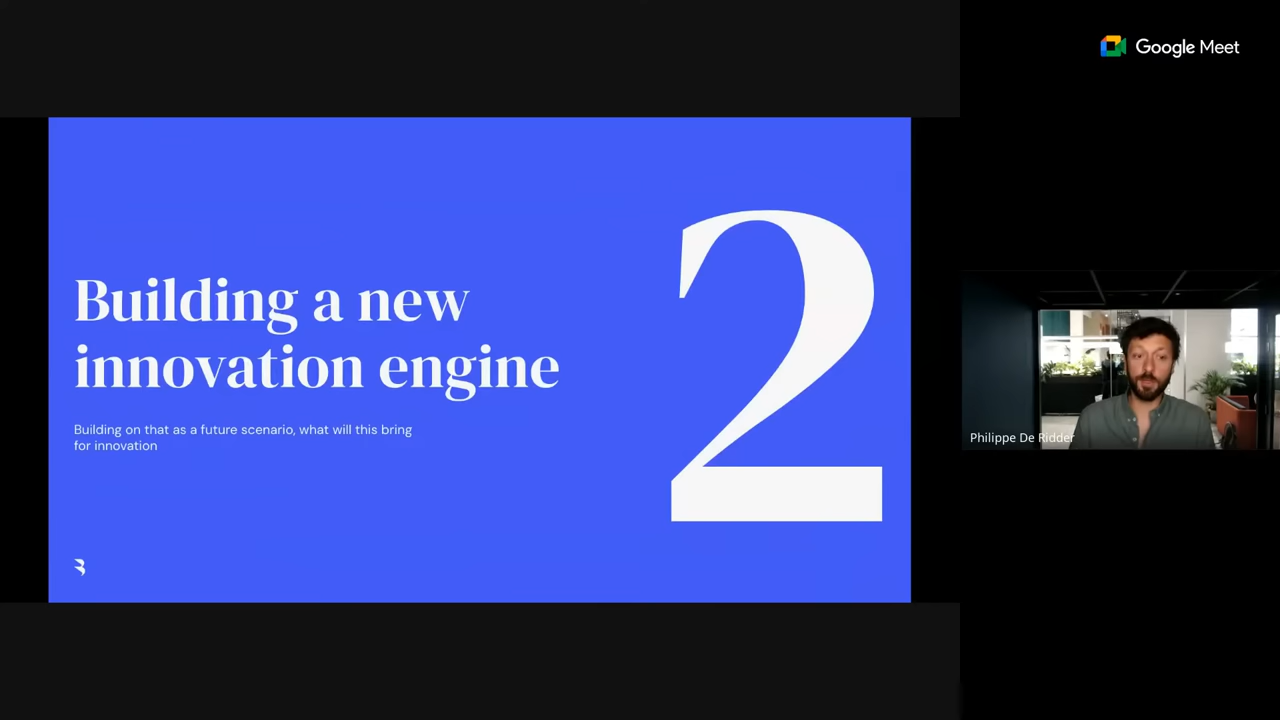 Google Meet
Building a new
innovation engine
Building on that as a future scenario, what will this bring
for innovation
2
Philippe De Ridder